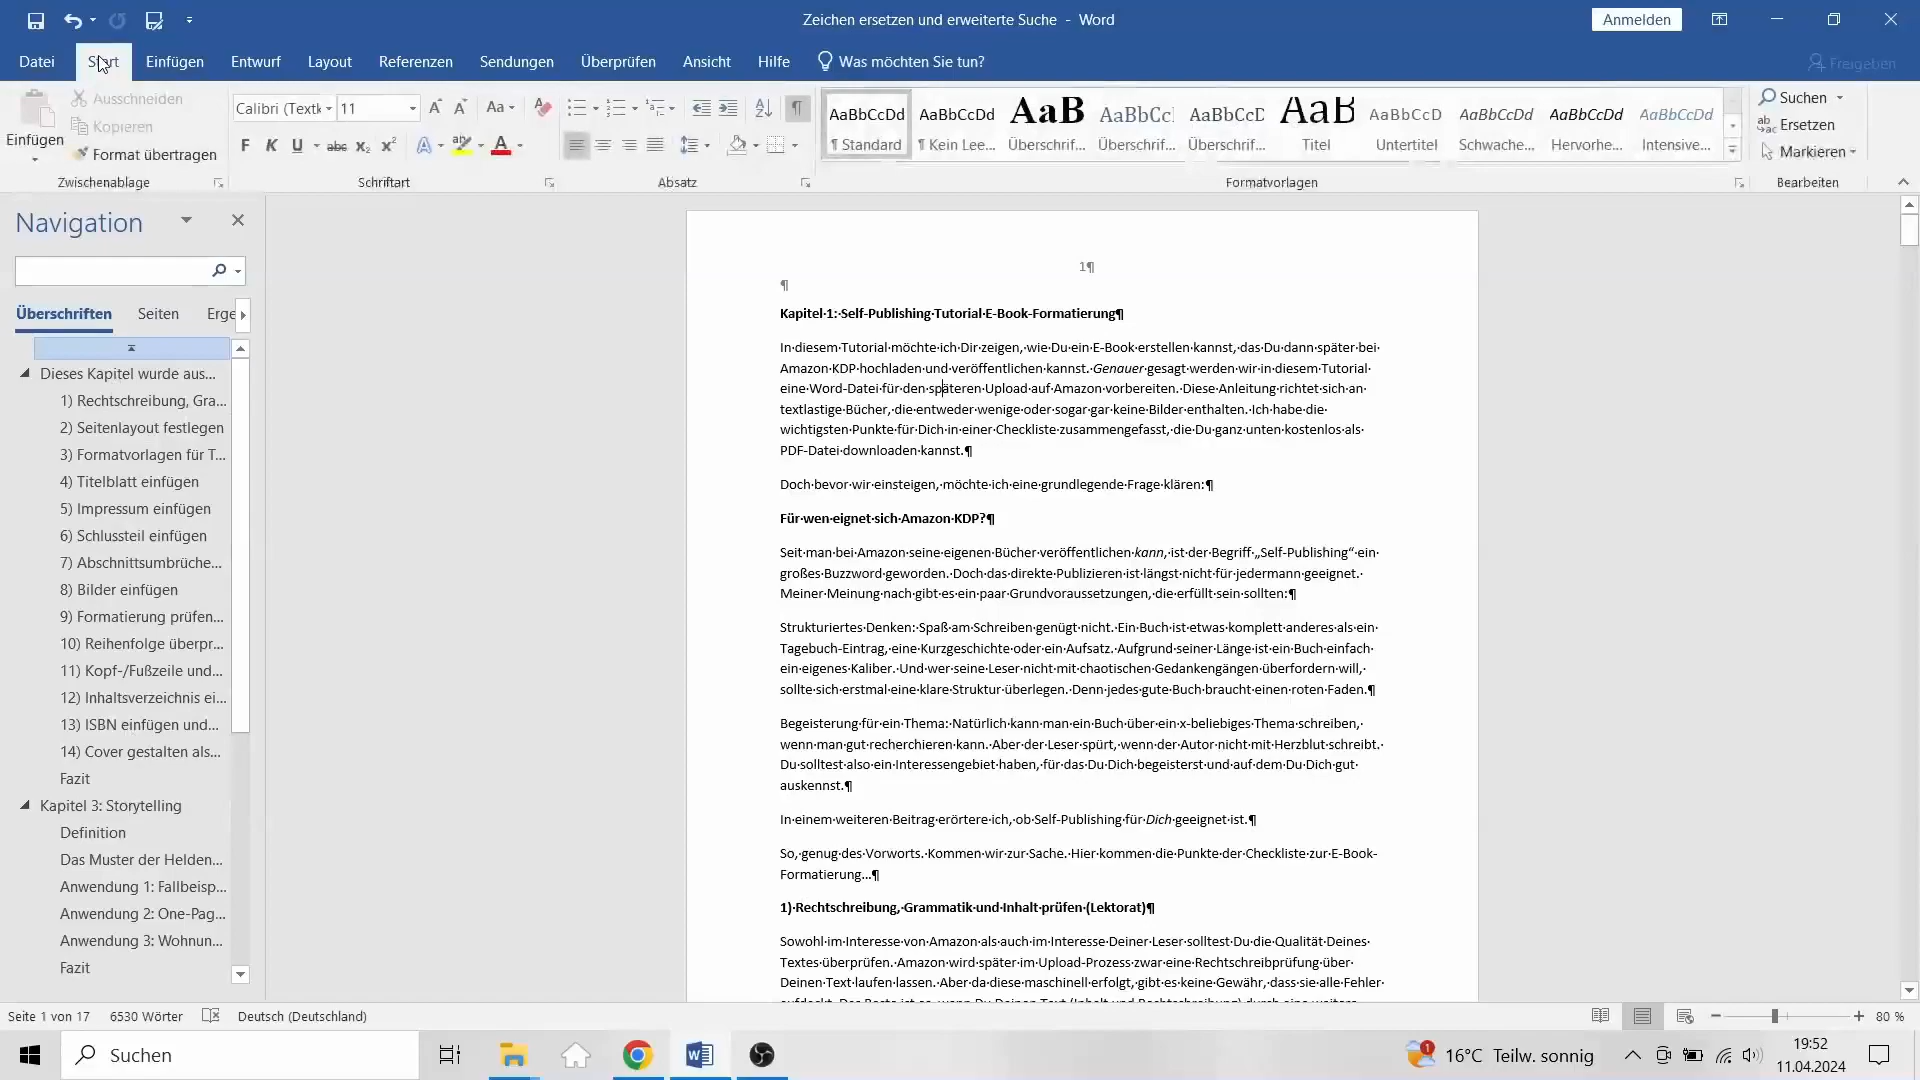 Zeichen ersetzen und erweiterte Suche - Word
Anmelden
Datei Start Einfügen Entwurf Layout Referenzen Sendungen Überprüfen Ansicht Hilfe Was möchten Sie tun? Freigeben
Einfügen
Ausschneiden
Kopieren
Format übertragen
Zwischenablage
Calibri (Textk 11
F K U abc x₂ x²
Schriftart
Absatz
AaBbCcDd AaBbCcDd AaB AaBbCc AaBbCcD AaB AaBbCcD AaBbCcDd AaBbCcDd AaBbCcDd
¶ Standard ¶ Kein Lee... Überschrif... Überschrif... Überschrif... Titel Untertitel Schwache... Hervorhe... Intensive...
Formatvorlagen
Suchen
Ersetzen
Markieren
Bearbeiten
Navigation
Überschriften Seiten Erge
Dieses Kapitel wurde aus...
1) Rechtschreibung, Gra...
2) Seitenlayout festlegen
3) Formatvorlagen für T...
4) Titelblatt einfügen
5) Impressum einfügen
6) Schlussteil einfügen
7) Abschnittsumbrüche...
8) Bilder einfügen
9) Formatierung prüfen...
10) Reihenfolge überpr...
11) Kopf-/Fußzeile und...
12) Inhaltsverzeichnis ei...
13) ISBN einfügen und...
14) Cover gestalten als...
Fazit
Kapitel 3: Storytelling
Definition
Das Muster der Helden...
Anwendung 1: Fallbeisp...
Anwendung 2: One-Pag...
Anwendung 3: Wohnun...
Fazit
1¶
¶
Kapitel·1:·Self-Publishing·Tutorial·E-Book-Formatierung¶
In·diesem·Tutorial·möchte·ich·Dir·zeigen,·wie·Du·ein·E-Book·erstellen·kannst,·das·Du·dann·später·bei·
Amazon·KDP·hochladen·und·veröffentlichen·kannst.·Genauer·gesagt·werden·wir·in·diesem·Tutorial·
eine·Word-Datei·für·den·späteren·Upload·auf·Amazon·vorbereiten.·Diese·Anleitung·richtet·sich·an·
textlastige·Bücher,·die·entweder·wenige·oder·sogar·gar·keine·Bilder·enthalten.·Ich·habe·die·
wichtigsten·Punkte·für·Dich·in·einer·Checkliste·zusammengefasst,·die·Du·ganz·unten·kostenlos·als·
PDF-Datei·downloaden·kannst.¶
Doch·bevor·wir·einsteigen,·möchte·ich·eine·grundlegende·Frage·klären:¶
Für·wen·eignet·sich·Amazon·KDP?¶
Seit·man·bei·Amazon·seine·eigenen·Bücher·veröffentlichen·kann,·ist·der·Begriff·„Self-Publishing“·ein·
großes·Buzzword·geworden.·Doch·das·direkte·Publizieren·ist·längst·nicht·für·jedermann·geeignet.·
Meiner·Meinung·nach·gibt·es·ein·paar·Grundvoraussetzungen,·die·erfüllt·sein·sollten:¶
Strukturiertes·Denken:·Spaß·am·Schreiben·genügt·nicht.·Ein·Buch·ist·etwas·komplett·anderes·als·ein·
Tagebuch-Eintrag,·eine·Kurzgeschichte·oder·ein·Aufsatz.·Aufgrund·seiner·Länge·ist·ein·Buch·einfach·
ein·eigenes·Kaliber.·Und·wer·seine·Leser·nicht·mit·chaotischen·Gedankengängen·überfordern·will,·
sollte·sich·erstmal·eine·klare·Struktur·überlegen.·Denn·jedes·gute·Buch·braucht·einen·roten·Faden.¶
Begeisterung·für·ein·Thema:·Natürlich·kann·man·ein·Buch·über·ein·x-beliebiges·Thema·schreiben,·
wenn·man·gut·recherchieren·kann.·Aber·der·Leser·spürt,·wenn·der·Autor·nicht·mit·Herzblut·schreibt.·
Du·solltest·also·ein·Interessengebiet·haben,·für·das·Du·Dich·begeisterst·und·auf·dem·Du·Dich·gut·
auskennst.¶
In·einem·weiteren·Beitrag·erörtere·ich,·ob·Self-Publishing·für·Dich·geeignet·ist.¶
So,·genug·des·Vorworts.·Kommen·wir·zur·Sache.·Hier·kommen·die·Punkte·der·Checkliste·zur·E-Book-
Formatierung…¶
1)·Rechtschreibung,·Grammatik·und·Inhalt·prüfen·(Lektorat)¶
Sowohl·im·Interesse·von·Amazon·als·auch·im·Interesse·Deiner·Leser·solltest·Du·die·Qualität·Deines·
Textes·überprüfen.·Amazon·wird·später·im·Upload-Prozess·zwar·eine·Rechtschreibprüfung·über·
Deinen·Text·laufen·lassen.·Aber·da·diese·maschinell·erfolgt,·gibt·es·keine·Gewähr,·dass·sie·alle·Fehler·
Seite 1 von 17 6530 Wörter Deutsch (Deutschland) 80 %
Suchen
16°C Teilw. sonnig
19:52
11.04.2024